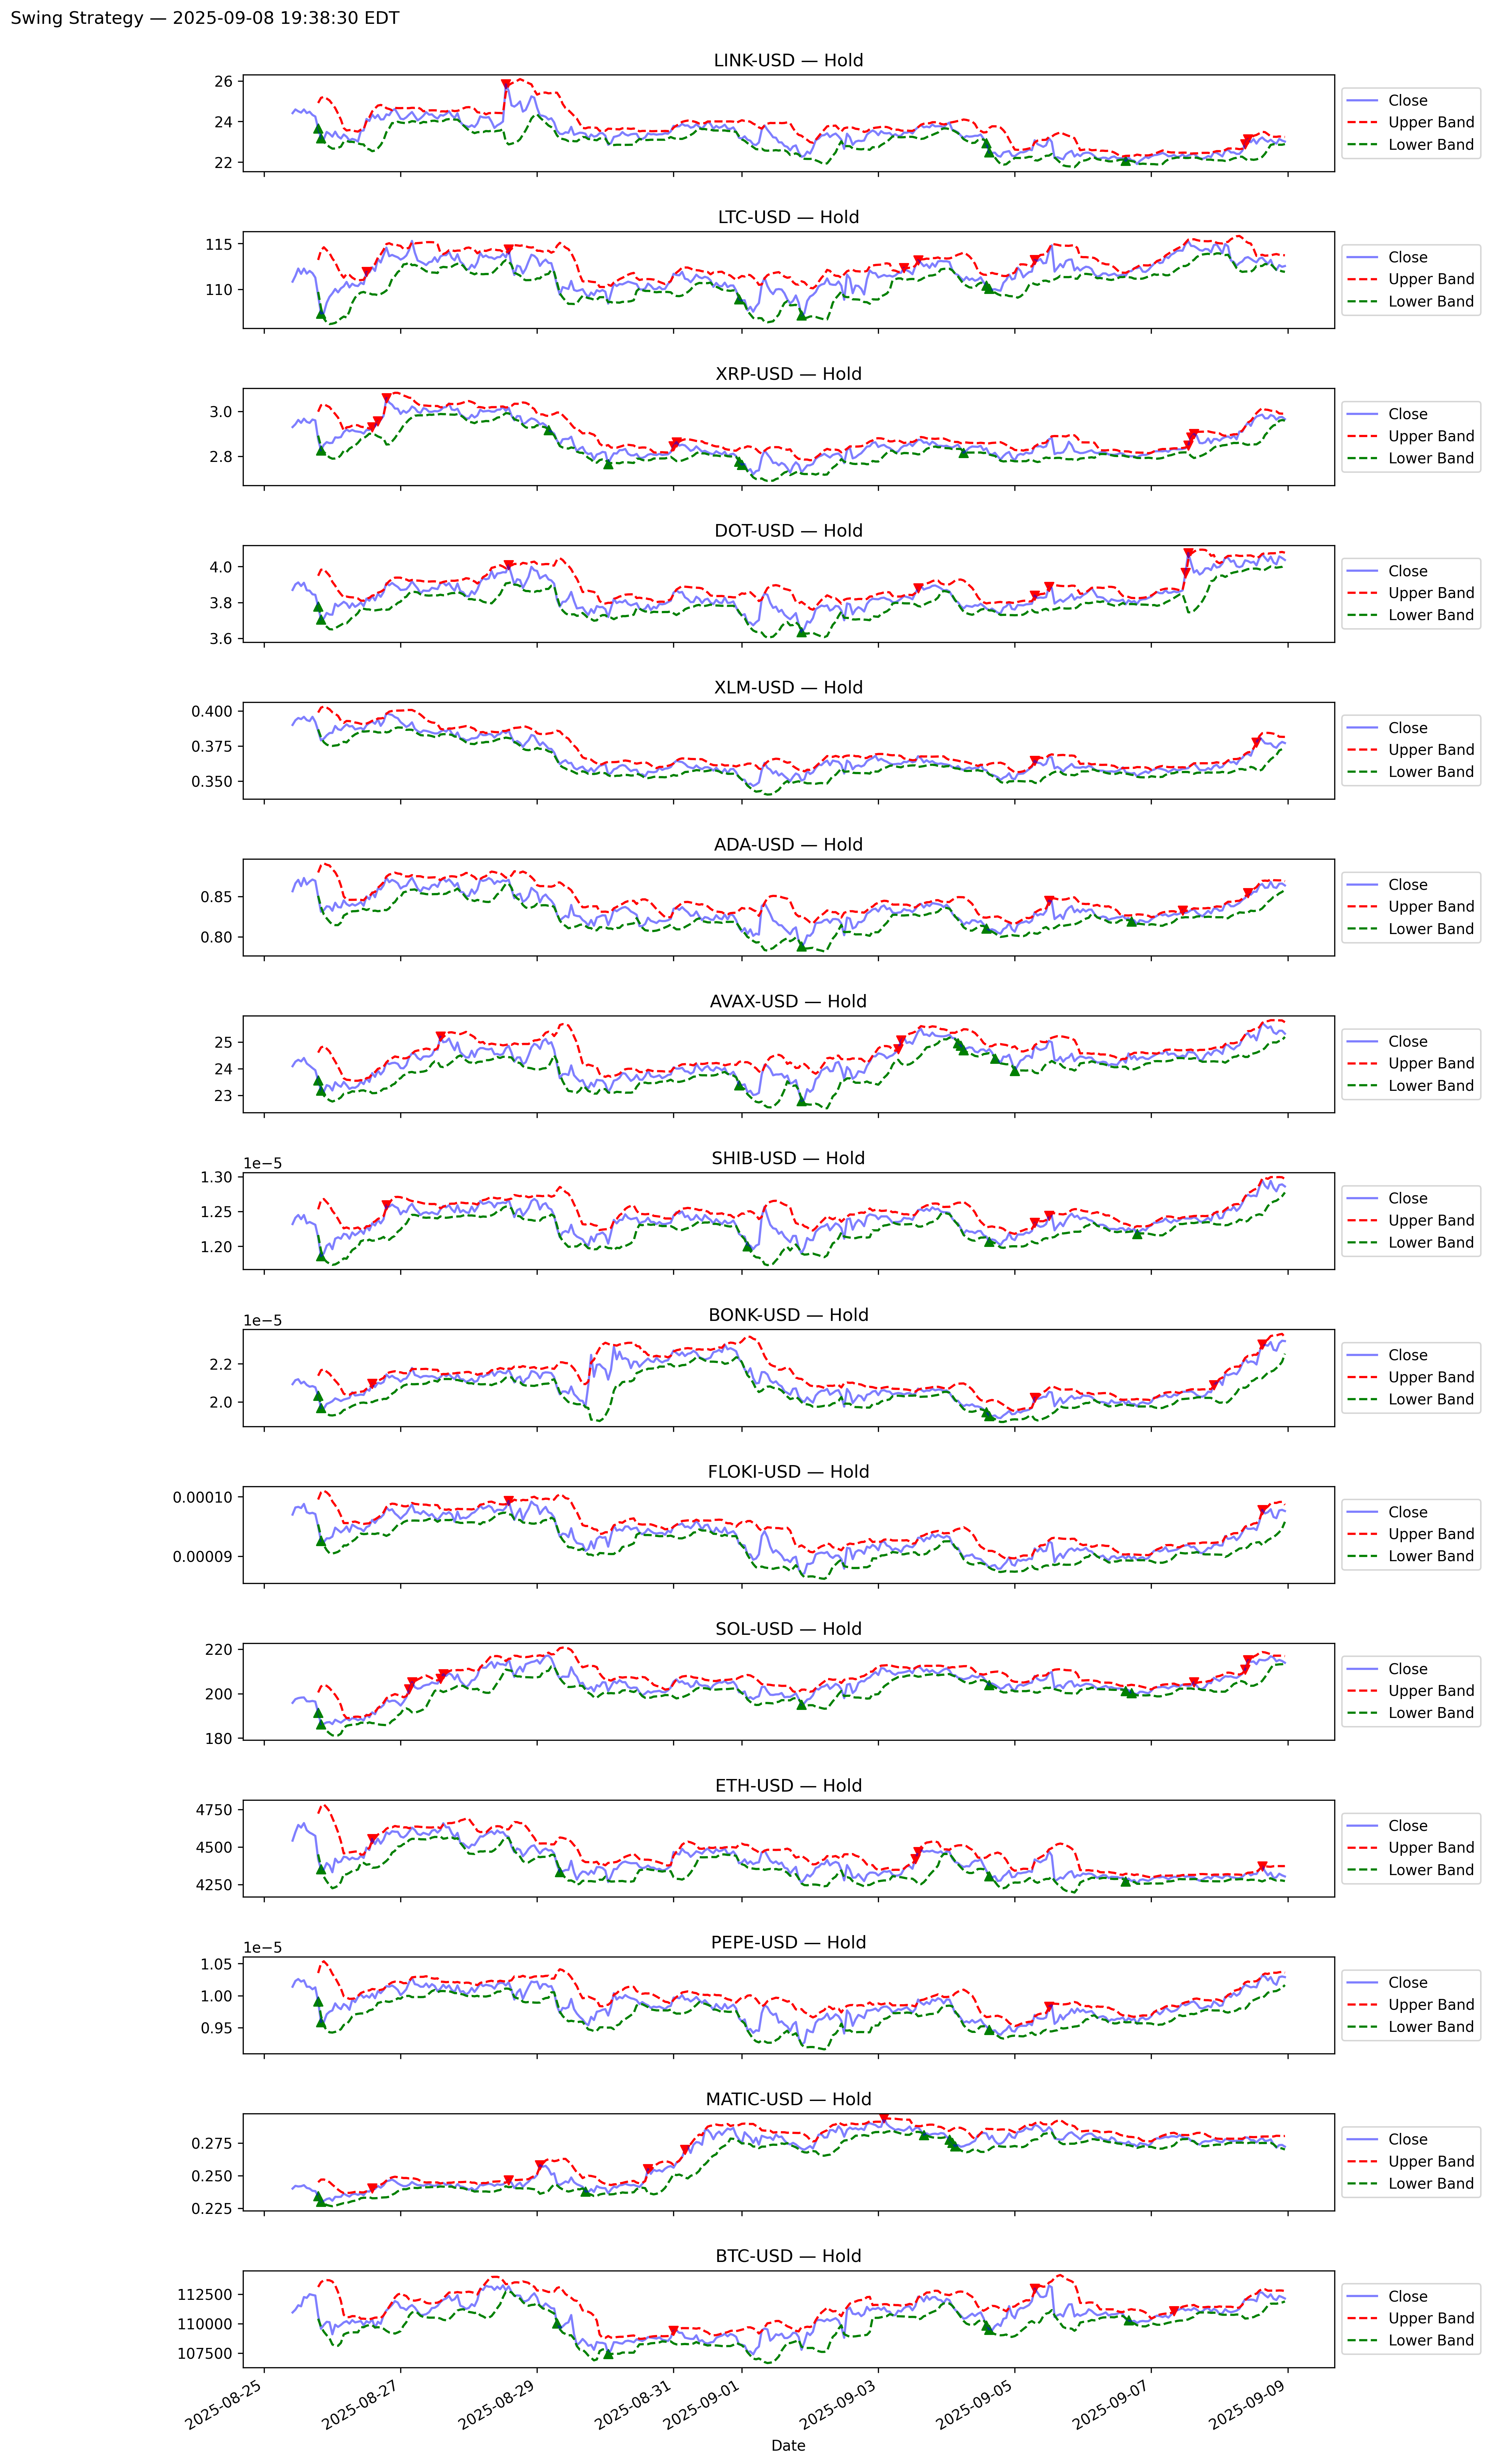 Swing Strategy — 2025-09-08 19:38:30 EDT
LINK-USD — Hold
26
24
22
Close
Upper Band
Lower Band
LTC-USD — Hold
115
110
Close
Upper Band
Lower Band
XRP-USD — Hold
3.0
2.8
Close
Upper Band
Lower Band
DOT-USD — Hold
4.0
3.8
3.6
Close
Upper Band
Lower Band
XLM-USD — Hold
0.400
0.375
0.350
Close
Upper Band
Lower Band
ADA-USD — Hold
0.85
0.80
Close
Upper Band
Lower Band
AVAX-USD — Hold
25
24
23
Close
Upper Band
Lower Band
SHIB-USD — Hold
1e−5
1.30
1.25
1.20
Close
Upper Band
Lower Band
BONK-USD — Hold
1e−5
2.2
2.0
Close
Upper Band
Lower Band
FLOKI-USD — Hold
0.00010
0.00009
Close
Upper Band
Lower Band
SOL-USD — Hold
220
200
180
Close
Upper Band
Lower Band
ETH-USD — Hold
4750
4500
4250
Close
Upper Band
Lower Band
PEPE-USD — Hold
1e−5
1.05
1.00
0.95
Close
Upper Band
Lower Band
MATIC-USD — Hold
0.275
0.250
0.225
Close
Upper Band
Lower Band
BTC-USD — Hold
112500
110000
107500
Close
Upper Band
Lower Band
2025-08-25
2025-08-27
2025-08-29
2025-08-31
2025-09-01
2025-09-03
2025-09-05
2025-09-07
2025-09-09
Date